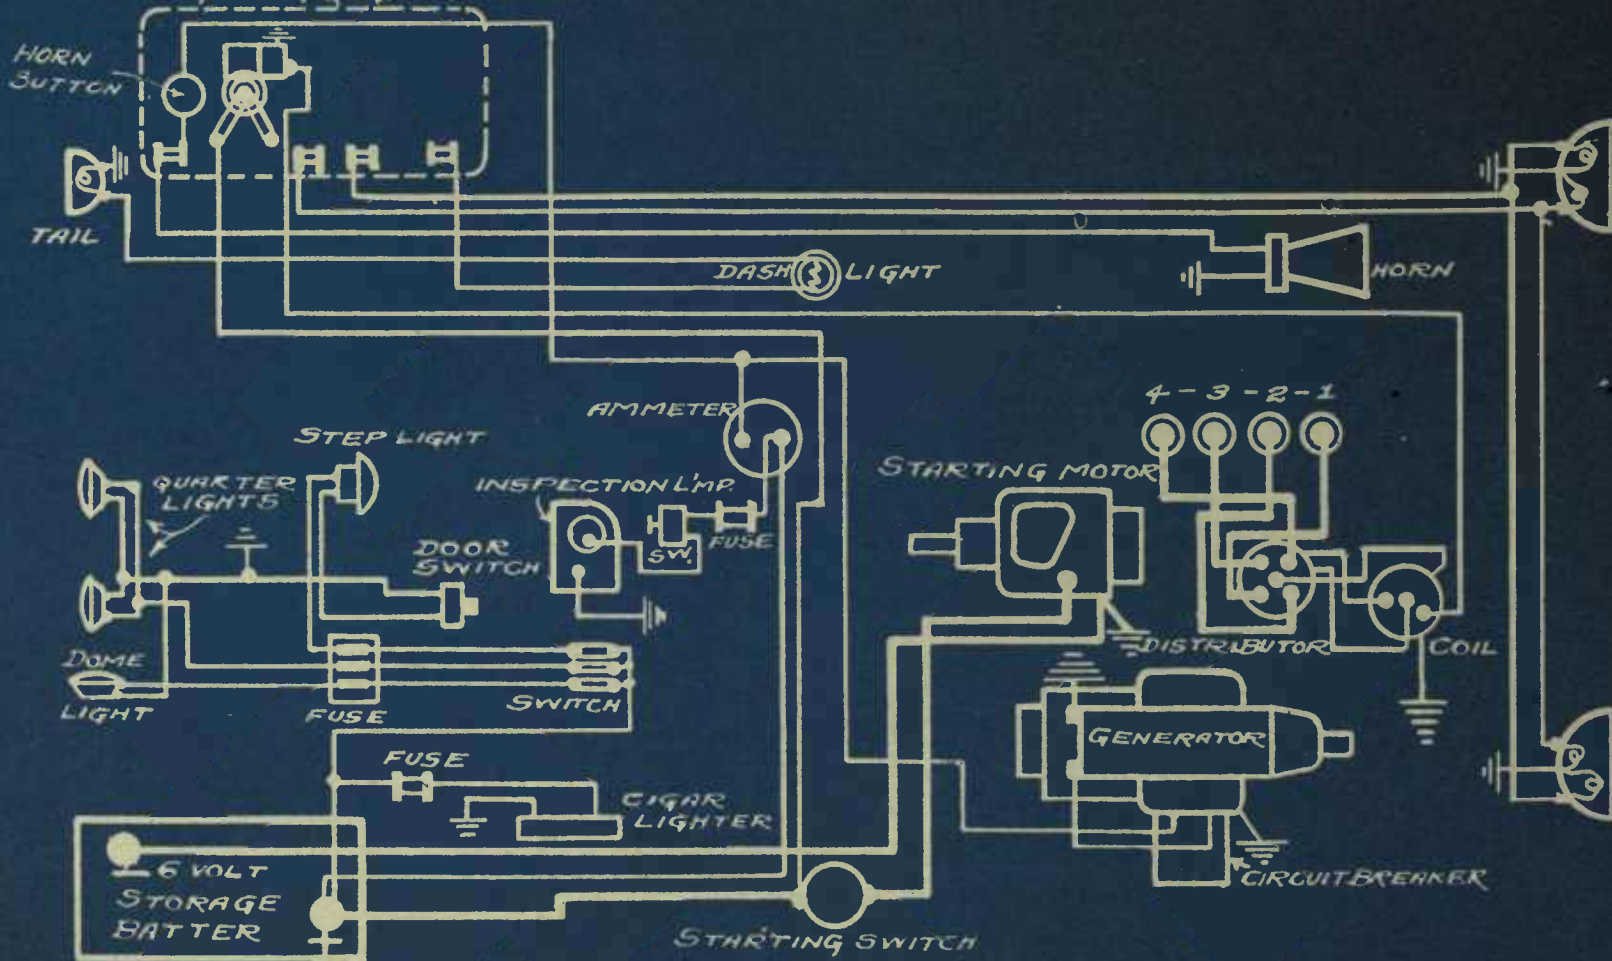 HORN
BUTTON
TAIL
DASH LIGHT
HORN
AMMETER
4-3-2-1
STEP LIGHT
STARTING MOTOR
QUARTER
LIGHTS
INSPECTION L'MP.
DOOR
SWITCH
SW.
FUSE
DISTRIBUTOR
COIL
DOME
LIGHT
FUSE
SWITCH
GENERATOR
FUSE
CIGAR
LIGHTER
6 VOLT
STORAGE
BATTER
CIRCUIT.BREAKER
STARTING SWITCH